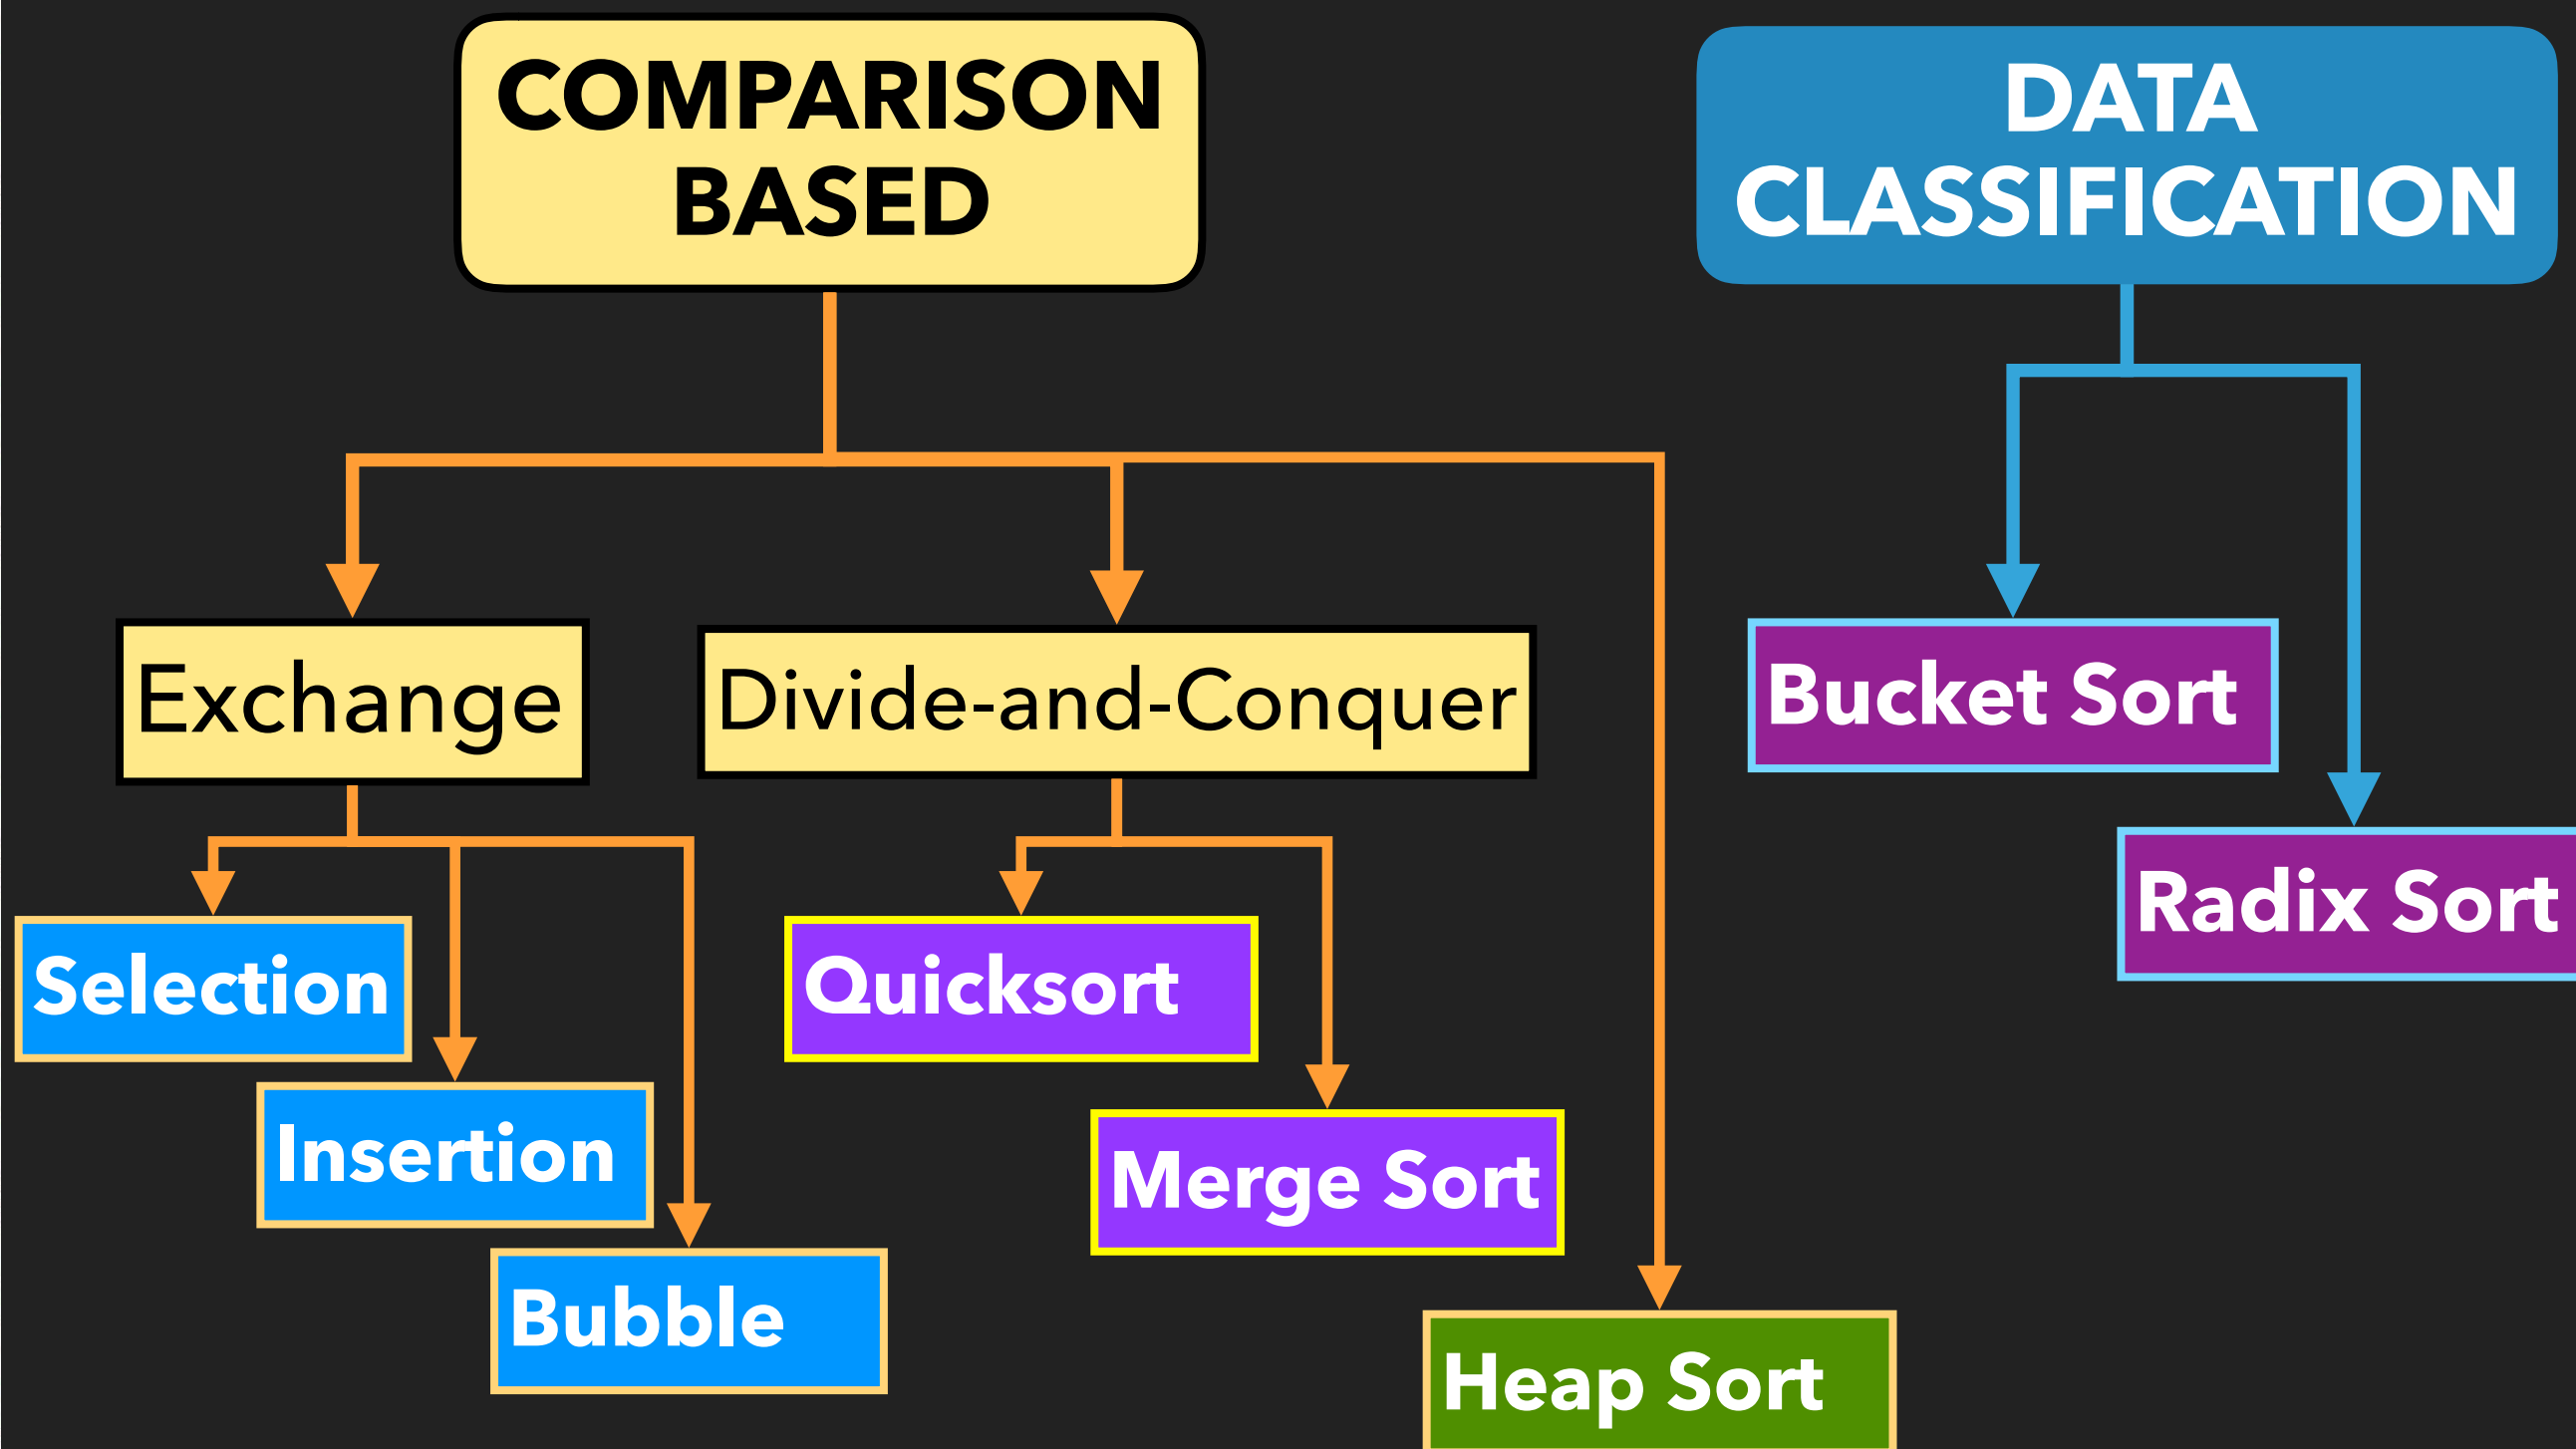 COMPARISON
BASED
DATA
CLASSIFICATION
Exchange
Divide-and-Conquer
Bucket Sort
Radix Sort
Selection
Quicksort
Insertion
Merge Sort
Bubble
Heap Sort